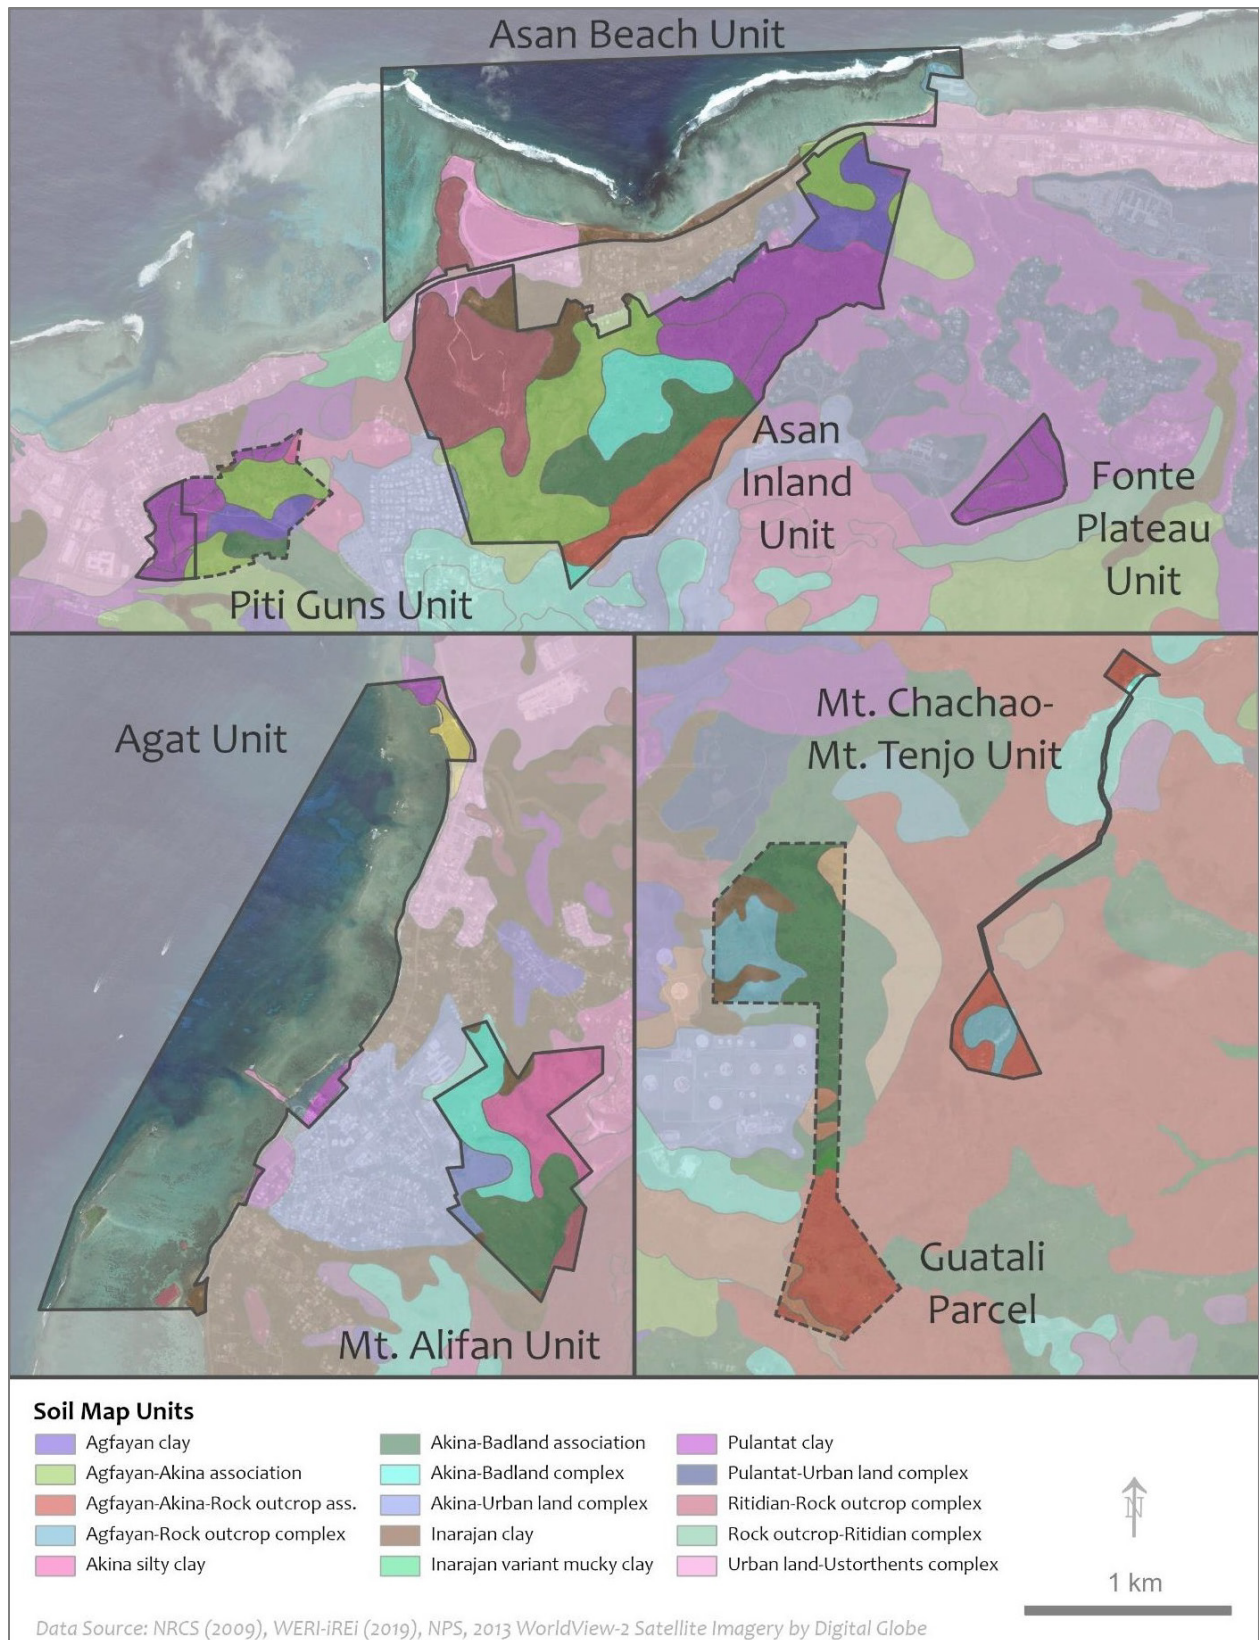 Asan Beach Unit
Asan
Inland
Unit
Fonte
Plateau
Unit
Piti Guns Unit
Agat Unit
Mt. Chachao-
Mt. Tenjo Unit
Guatali
Parcel
Mt. Alifan Unit
Soil Map Units
Agfayan clay
Agfayan-Akina association
Agfayan-Akina-Rock outcrop ass.
Agfayan-Rock outcrop complex
Akina silty clay
Akina-Badland association
Akina-Badland complex
Akina-Urban land complex
Inarajan clay
Inarajan variant mucky clay
Pulantat clay
Pulantat-Urban land complex
Ritidian-Rock outcrop complex
Rock outcrop-Ritidian complex
Urban land-Ustorthents complex
N
1 km
Data Source: NRCS (2009), WERI-iREi (2019), NPS, 2013 WorldView-2 Satellite Imagery by Digital Globe